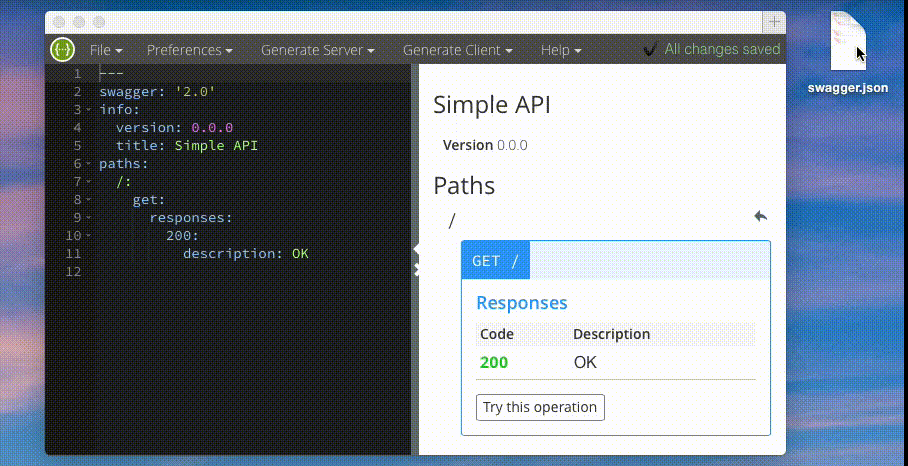 File Preferences Generate Server Generate Client Help All changes saved
swagger.json
1 ---
2 swagger: '2.0'
3 info:
4 version: 0.0.0
5 title: Simple API
6 paths:
7 /:
8 get:
9 responses:
10 200:
11 description: OK
12
Simple API
Version 0.0.0
Paths
/
GET /
Responses
Code Description
200 OK
Try this operation